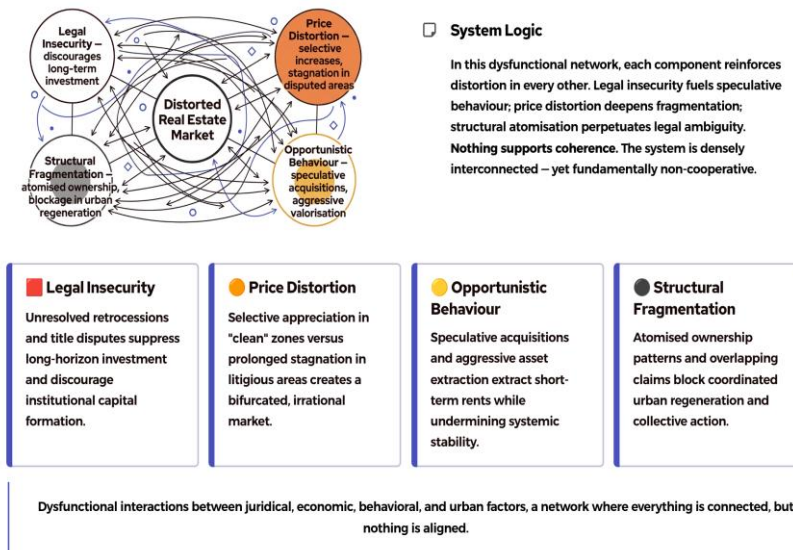 Legal
Insecurity –
discourages
long-term
investment
Price
Distortion –
selective
increases,
stagnation in
disputed areas
Distorted
Real Estate
Market
Structural
Fragmentation –
atomised ownership,
blockage in urban
regeneration
Opportunistic
Behaviour –
speculative
acquisitions,
aggressive
valorisation
System Logic
In this dysfunctional network, each component reinforces
distortion in every other. Legal insecurity fuels speculative
behaviour; price distortion deepens fragmentation;
structural atomisation perpetuates legal ambiguity.
Nothing supports coherence. The system is densely
interconnected – yet fundamentally non-cooperative.
Legal Insecurity
Unresolved retrocessions
and title disputes suppress
long-horizon investment
and discourage
institutional capital
formation.
Price Distortion
Selective appreciation in
"clean" zones versus
prolonged stagnation in
litigious areas creates a
bifurcated, irrational
market.
Opportunistic
Behaviour
Speculative acquisitions
and aggressive asset
extraction extract short-
term rents while
undermining systemic
stability.
Structural
Fragmentation
Atomised ownership
patterns and overlapping
claims block coordinated
urban regeneration and
collective action.
Dysfunctional interactions between juridical, economic, behavioral, and urban factors, a network where everything is connected, but
nothing is aligned.